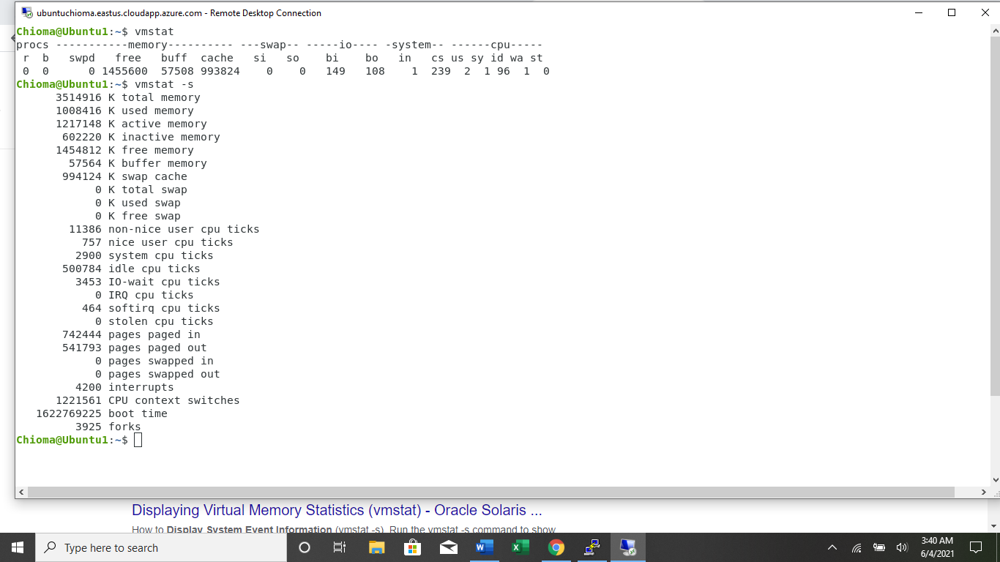 ubuntuchioma.eastus.cloudapp.azure.com - Remote Desktop Connection
Chioma@Ubuntu1:~$ vmstat
procs -----------memory---------- ---swap-- -----io---- -system-- ------cpu-----
 r  b   swpd   free   buff  cache   si   so    bi    bo   in   cs us sy id wa st
 0  0      0 1455600  57508 993824    0    0   149   108    1  239  2  1 96  1  0
Chioma@Ubuntu1:~$ vmstat -s
      3514916 K total memory
      1008416 K used memory
      1217148 K active memory
       602220 K inactive memory
      1454812 K free memory
        57564 K buffer memory
       994124 K swap cache
            0 K total swap
            0 K used swap
            0 K free swap
        11386 non-nice user cpu ticks
          757 nice user cpu ticks
         2900 system cpu ticks
       500784 idle cpu ticks
         3453 IO-wait cpu ticks
            0 IRQ cpu ticks
          464 softirq cpu ticks
            0 stolen cpu ticks
       742444 pages paged in
       541793 pages paged out
            0 pages swapped in
            0 pages swapped out
         4200 interrupts
      1221561 CPU context switches
   1622769225 boot time
         3925 forks
Chioma@Ubuntu1:~$
Displaying Virtual Memory Statistics (vmstat) - Oracle Solaris ...
How to Display System Event Information (vmstat -s). Run the vmstat -s command to show
Type here to search
3:40 AM
6/4/2021